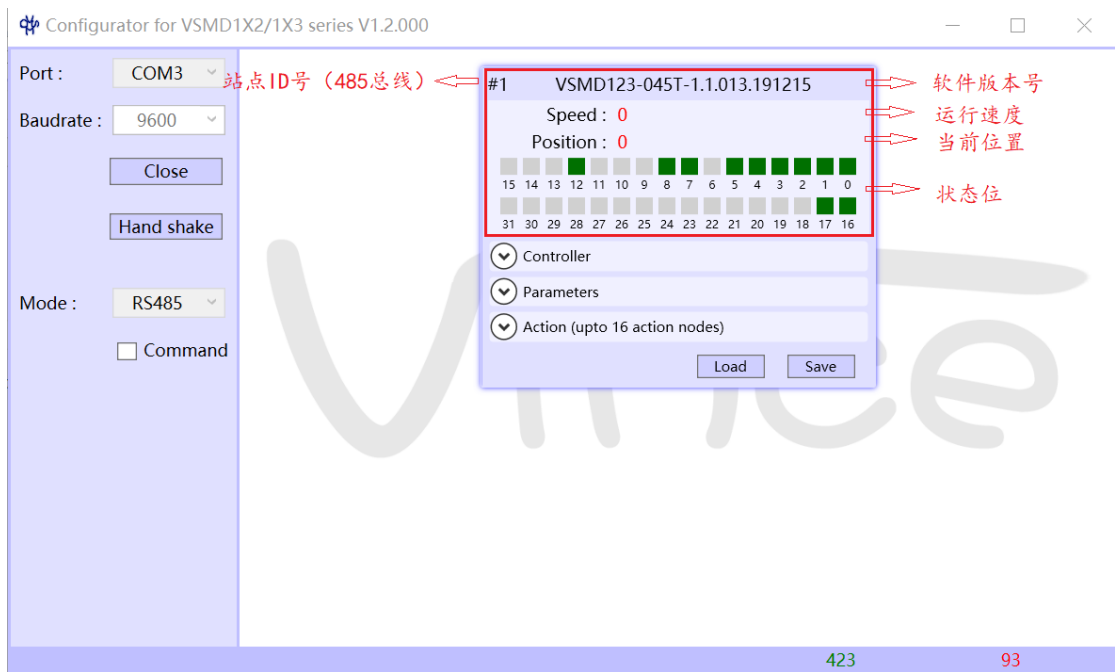 Configurator for VSMD1X2/1X3 series V1.2.000
Port : COM3
Baudrate : 9600
Close
Hand shake
Mode : RS485
Command
站点ID号（485总线）
#1 VSMD123-045T-1.1.013.191215
软件版本号
Speed : 0
运行速度
Position : 0
当前位置
15 14 13 12 11 10 9 8 7 6 5 4 3 2 1 0
状态位
31 30 29 28 27 26 25 24 23 22 21 20 19 18 17 16
Controller
Parameters
Action (upto 16 action nodes)
Load Save
Vince
423 93